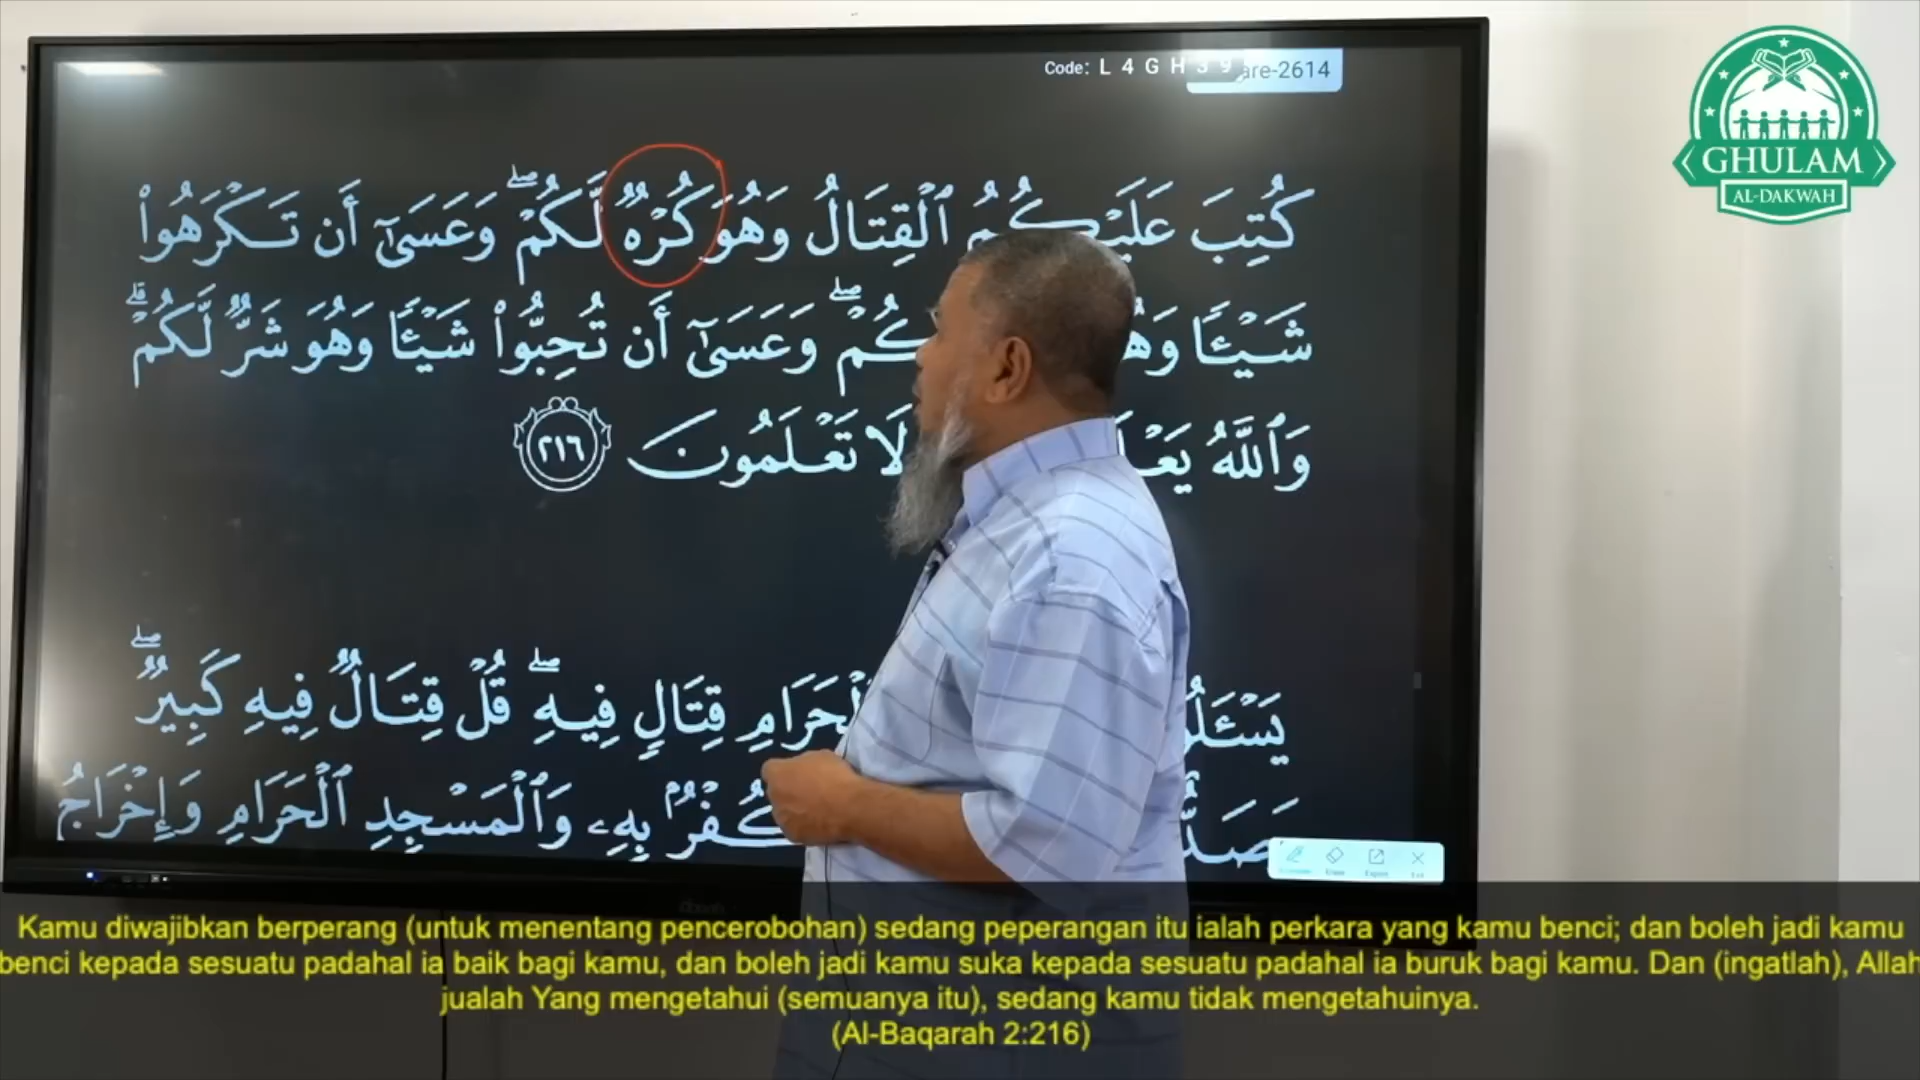 Code: L 4 G H 3 9
are-2614
GHULAM
AL-DAKWAH
كُتِبَ عَلَيْكُمُ ٱلْقِتَالُ وَهُوَ كُرْهٌ لَّكُمْ ۖ وَعَسَىٰٓ أَن تَكْرَهُوا۟
شَيْـًٔا كُمْ ۖ وَعَسَىٰٓ أَن تُحِبُّوا۟ شَيْـًٔا وَهُوَ شَرٌّ لَّكُمْ ۗ
وَٱللَّهُ لَا تَعْلَمُونَ ٢١٦
ٱلْحَرَامِ قِتَالٍ فِيهِ ۖ قُلْ قِتَالٌ فِيهِ كَبِيرٌ ۖ
كُفْرٌۢ بِهِۦ وَٱلْمَسْجِدِ ٱلْحَرَامِ وَإِخْرَاجُ
Erase Export Exit
Kamu diwajibkan berperang (untuk menentang pencerobohan) sedang peperangan itu ialah perkara yang kamu benci; dan boleh jadi kamu
benci kepada sesuatu padahal ia baik bagi kamu, dan boleh jadi kamu suka kepada sesuatu padahal ia buruk bagi kamu. Dan (ingatlah), Allah
jualah Yang mengetahui (semuanya itu), sedang kamu tidak mengetahuinya.
(Al-Baqarah 2:216)